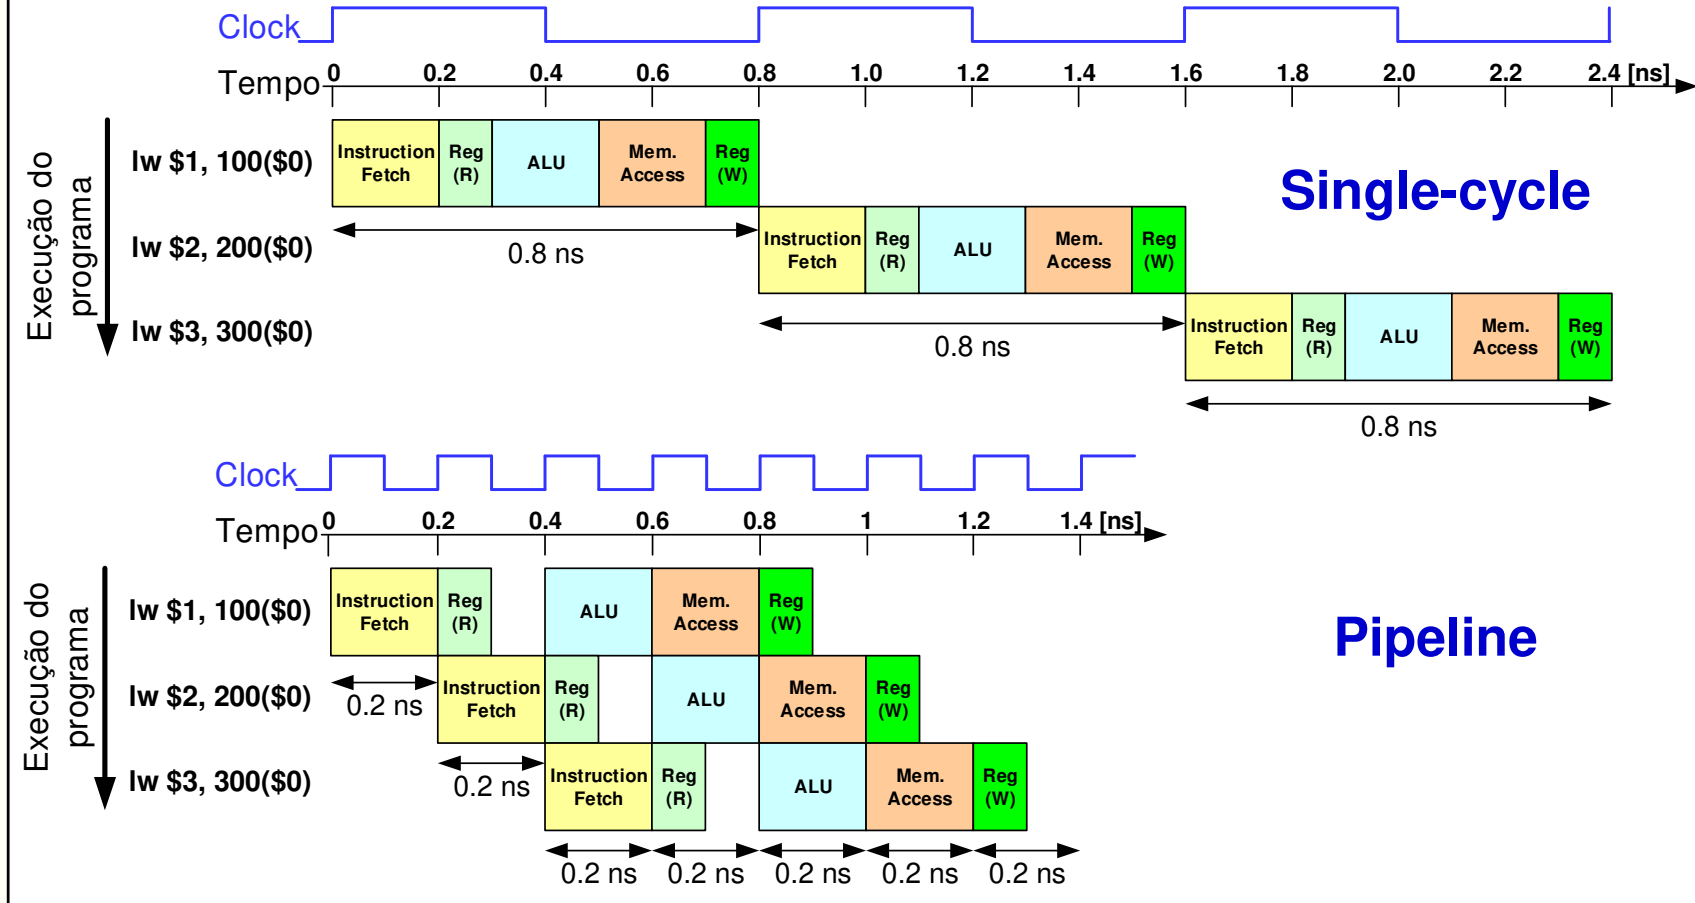 Clock
Tempo
0 0.2 0.4 0.6 0.8 1.0 1.2 1.4 1.6 1.8 2.0 2.2 2.4 [ns]
Execução do
programa
lw $1, 100($0)
Instruction
Fetch
Reg
(R)
ALU
Mem.
Access
Reg
(W)
Single-cycle
0.8 ns
lw $2, 200($0)
Instruction
Fetch
Reg
(R)
ALU
Mem.
Access
Reg
(W)
0.8 ns
lw $3, 300($0)
Instruction
Fetch
Reg
(R)
ALU
Mem.
Access
Reg
(W)
0.8 ns
Clock
Tempo
0 0.2 0.4 0.6 0.8 1 1.2 1.4 [ns]
Execução do
programa
lw $1, 100($0)
Instruction
Fetch
Reg
(R)
ALU
Mem.
Access
Reg
(W)
Pipeline
0.2 ns
lw $2, 200($0)
Instruction
Fetch
Reg
(R)
ALU
Mem.
Access
Reg
(W)
0.2 ns
lw $3, 300($0)
Instruction
Fetch
Reg
(R)
ALU
Mem.
Access
Reg
(W)
0.2 ns 0.2 ns 0.2 ns 0.2 ns 0.2 ns